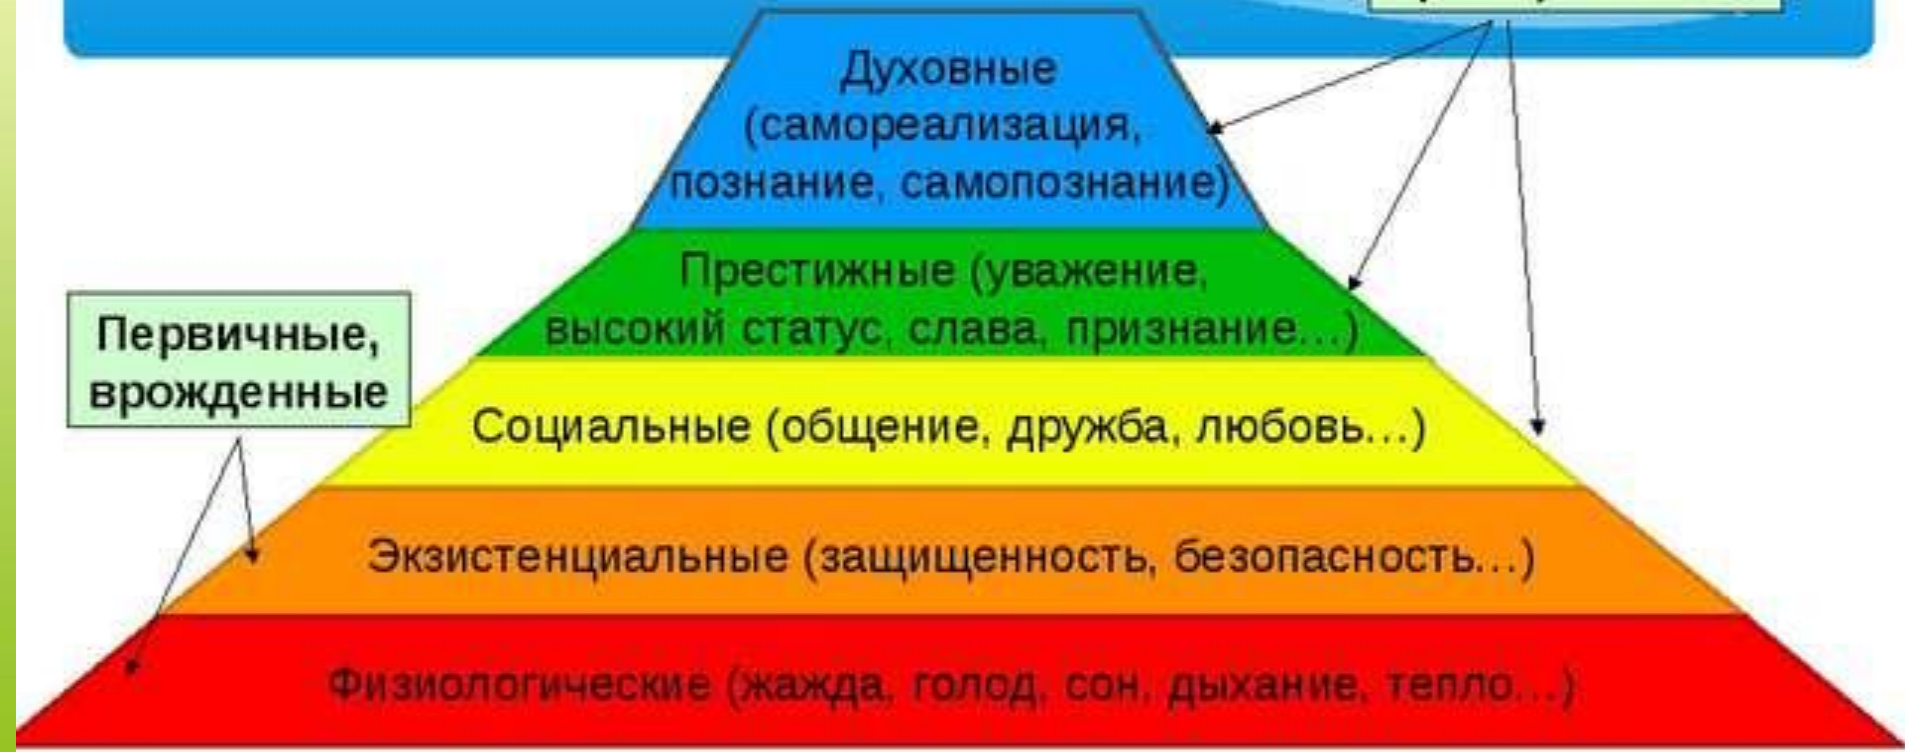 Духовные
(самореализация,
познание, самопознание)
Престижные (уважение,
высокий статус, слава, признание...)
Первичные,
врожденные
Социальные (общение, дружба, любовь...)
Экзистенциальные (защищенность, безопасность...)
Физиологические (жажда, голод, сон, дыхание, тепло...)